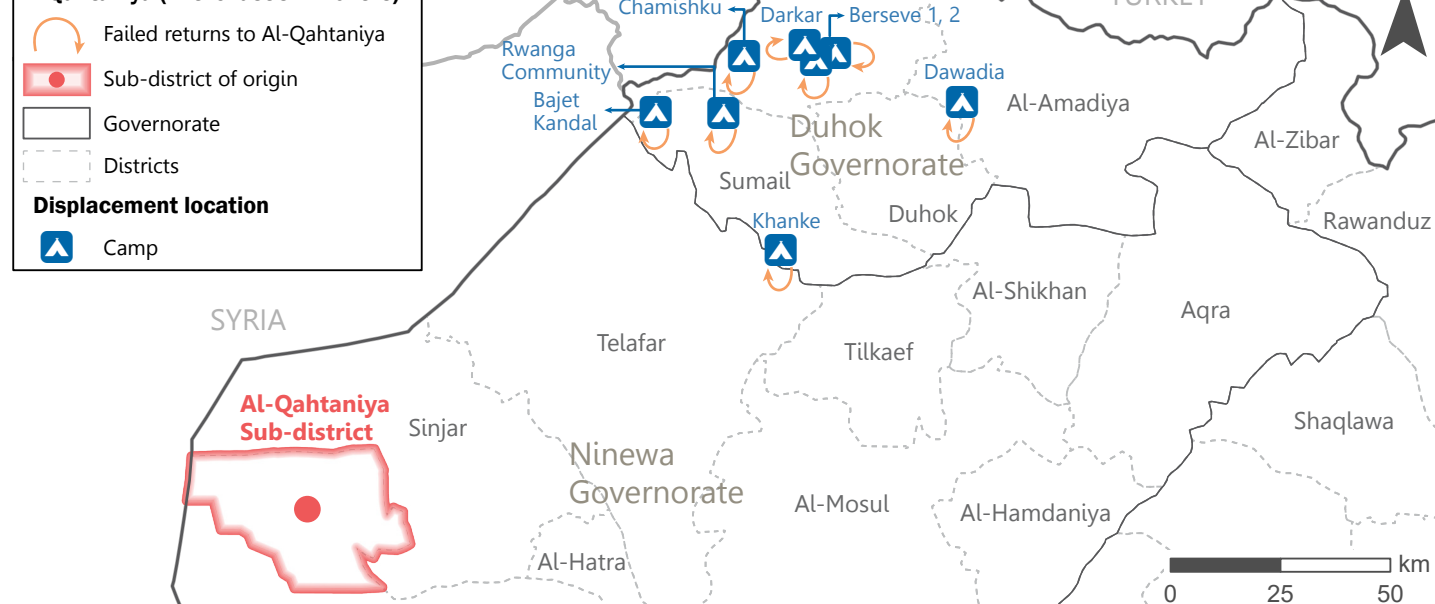 Failed returns to Al-Qahtaniya
Sub-district of origin
Governorate
Districts
Displacement location
Camp
Chamishku
Darkar
Berseve 1, 2
Rwanga
Community
Bajet
Kandal
Dawadia
Al-Amadiya
Al-Zibar
Duhok
Governorate
Sumail
Duhok
Khanke
Rawanduz
Al-Shikhan
Aqra
SYRIA
Telafar
Tilkaef
Al-Qahtaniya
Sub-district
Sinjar
Shaqlawa
Ninewa
Governorate
Al-Mosul
Al-Hamdaniya
Al-Hatra
km
0 25 50